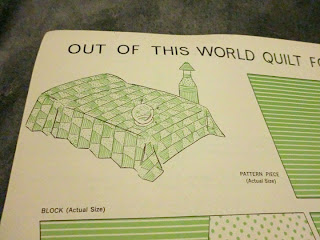 OUT OF THIS WORLD QUILT FO
PATTERN PIECE
(Actual Size)
BLOCK (Actual Size)